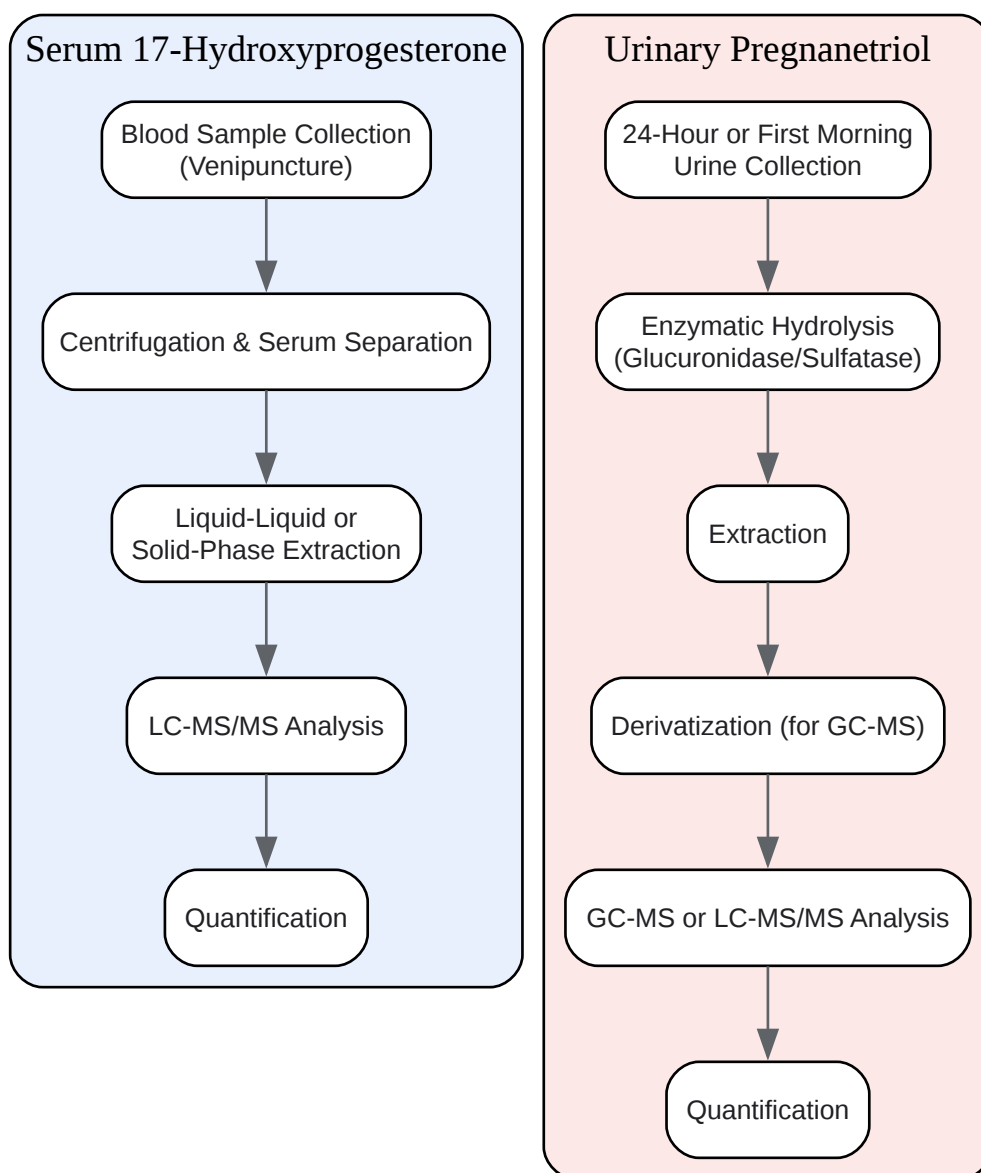 Serum 17-Hydroxyprogesterone
Blood Sample Collection
(Venipuncture)
Centrifugation & Serum Separation
Liquid-Liquid or
Solid-Phase Extraction
LC-MS/MS Analysis
Quantification
Urinary Pregnanetriol
24-Hour or First Morning
Urine Collection
Enzymatic Hydrolysis
(Glucuronidase/Sulfatase)
Extraction
Derivatization (for GC-MS)
GC-MS or LC-MS/MS Analysis
Quantification